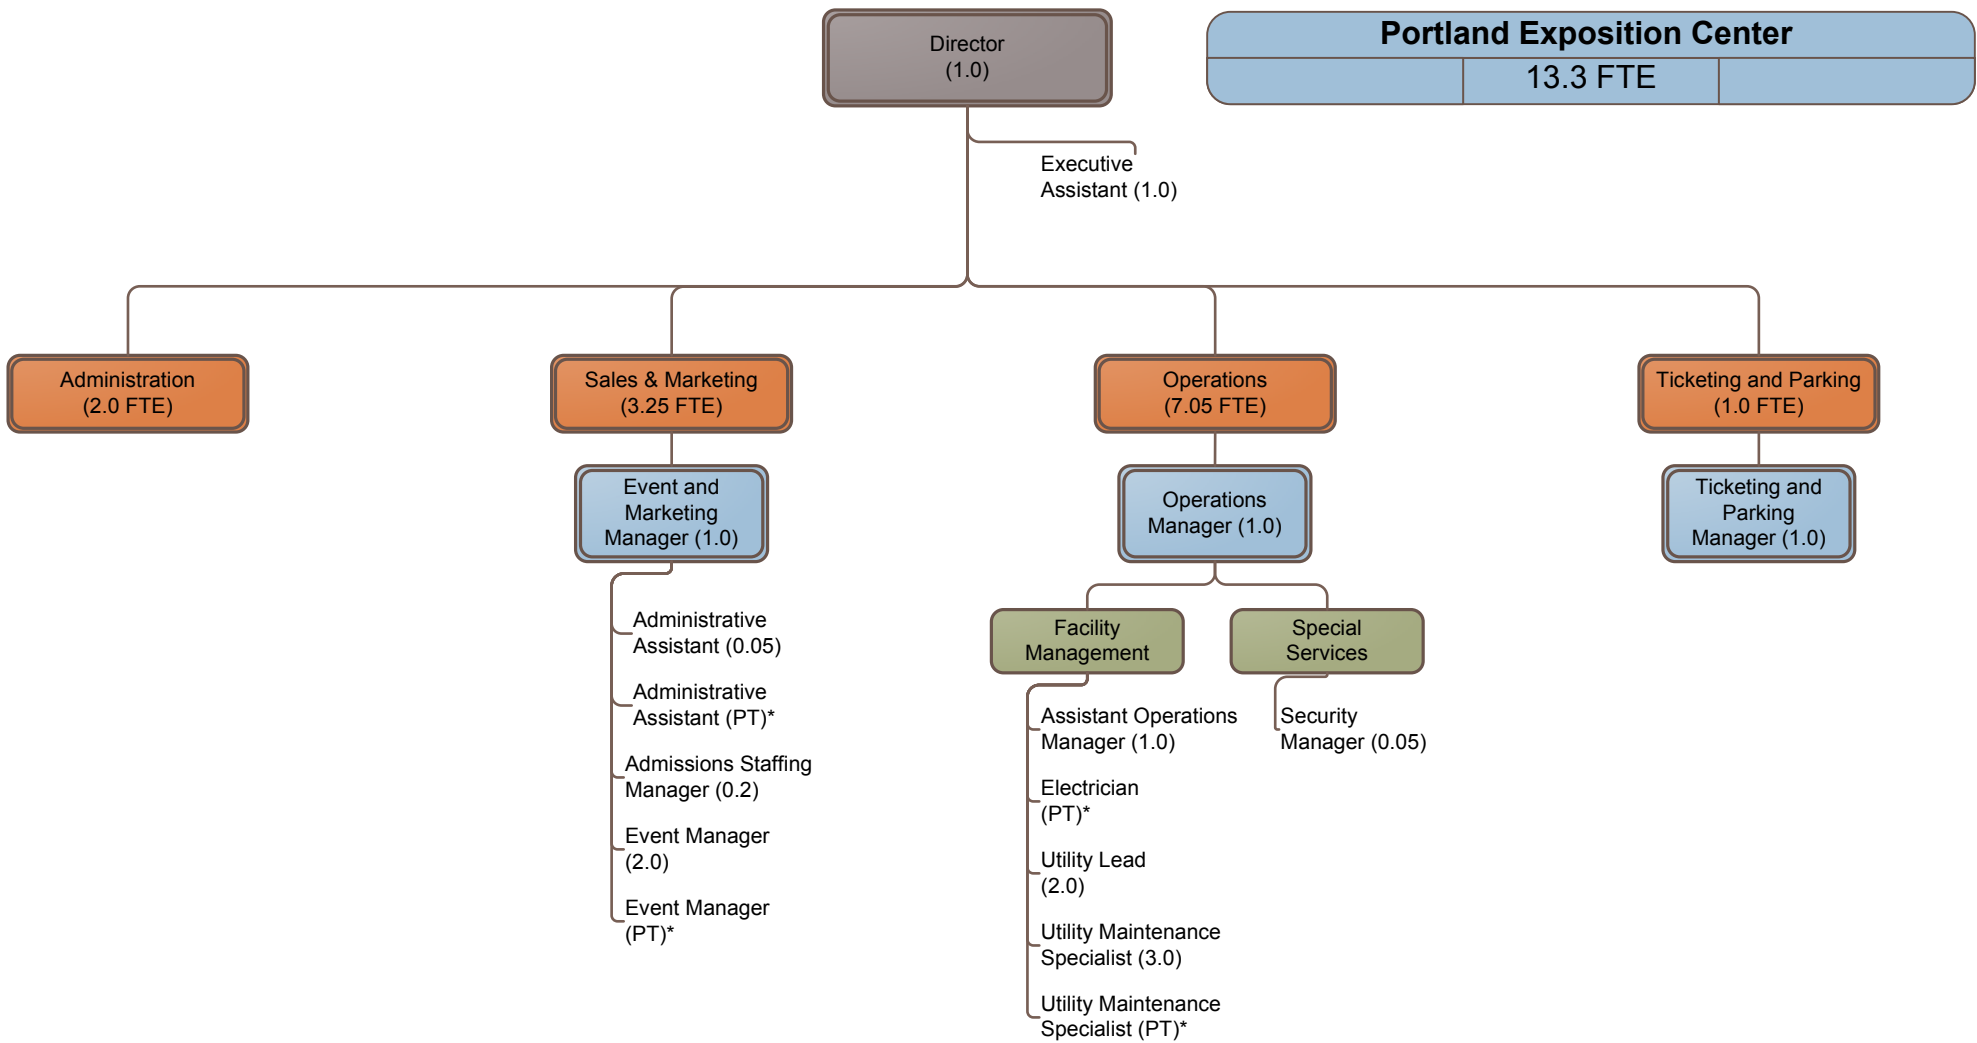 Director
(1.0)
Portland Exposition Center
13.3 FTE
Executive
Assistant (1.0)
Administration
(2.0 FTE)
Sales & Marketing
(3.25 FTE)
Operations
(7.05 FTE)
Ticketing and Parking
(1.0 FTE)
Event and
Marketing
Manager (1.0)
Operations
Manager (1.0)
Ticketing and
Parking
Manager (1.0)
Administrative
Assistant (0.05)
Administrative
Assistant (PT)*
Admissions Staffing
Manager (0.2)
Event Manager
(2.0)
Event Manager
(PT)*
Facility
Management
Special
Services
Assistant Operations
Manager (1.0)
Electrician
(PT)*
Utility Lead
(2.0)
Utility Maintenance
Specialist (3.0)
Utility Maintenance
Specialist (PT)*
Security
Manager (0.05)